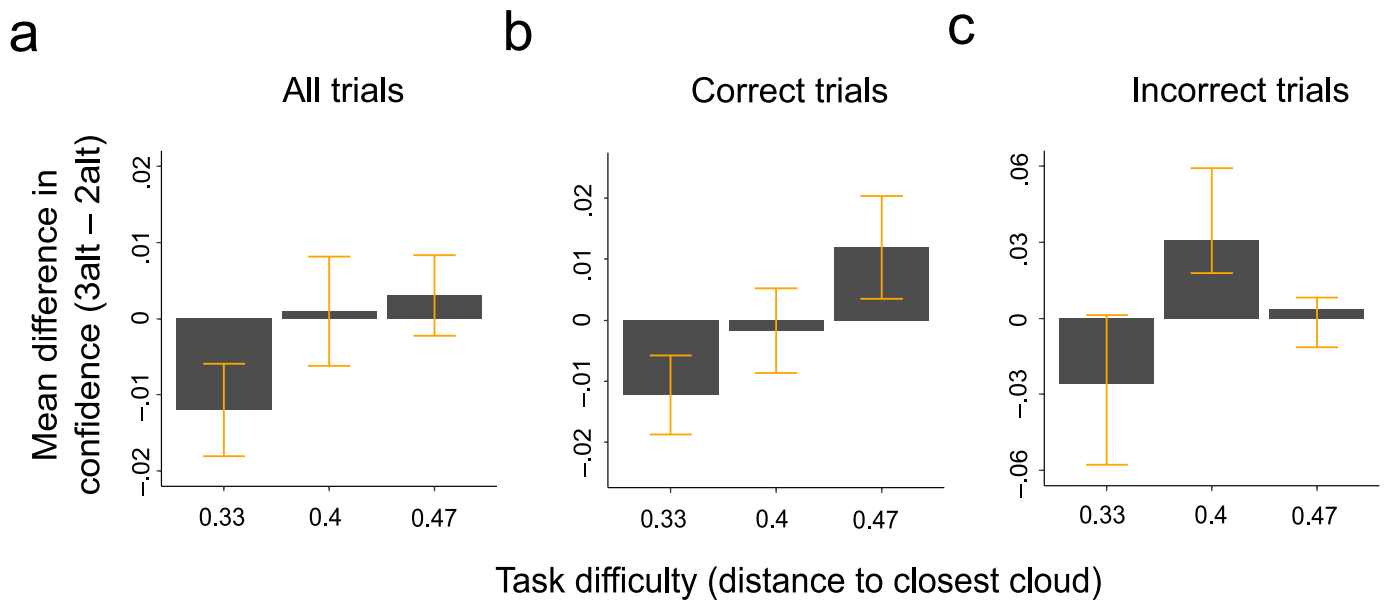 a
b
c
All trials
Correct trials
Incorrect trials
Mean difference in
confidence (3alt – 2alt)
.02
.01
0
–.01
–.02
0.33
0.4
0.47
.02
.01
0
–.01
–.02
0.33
0.4
0.47
.06
.03
0
–.03
–.06
0.33
0.4
0.47
Task difficulty (distance to closest cloud)